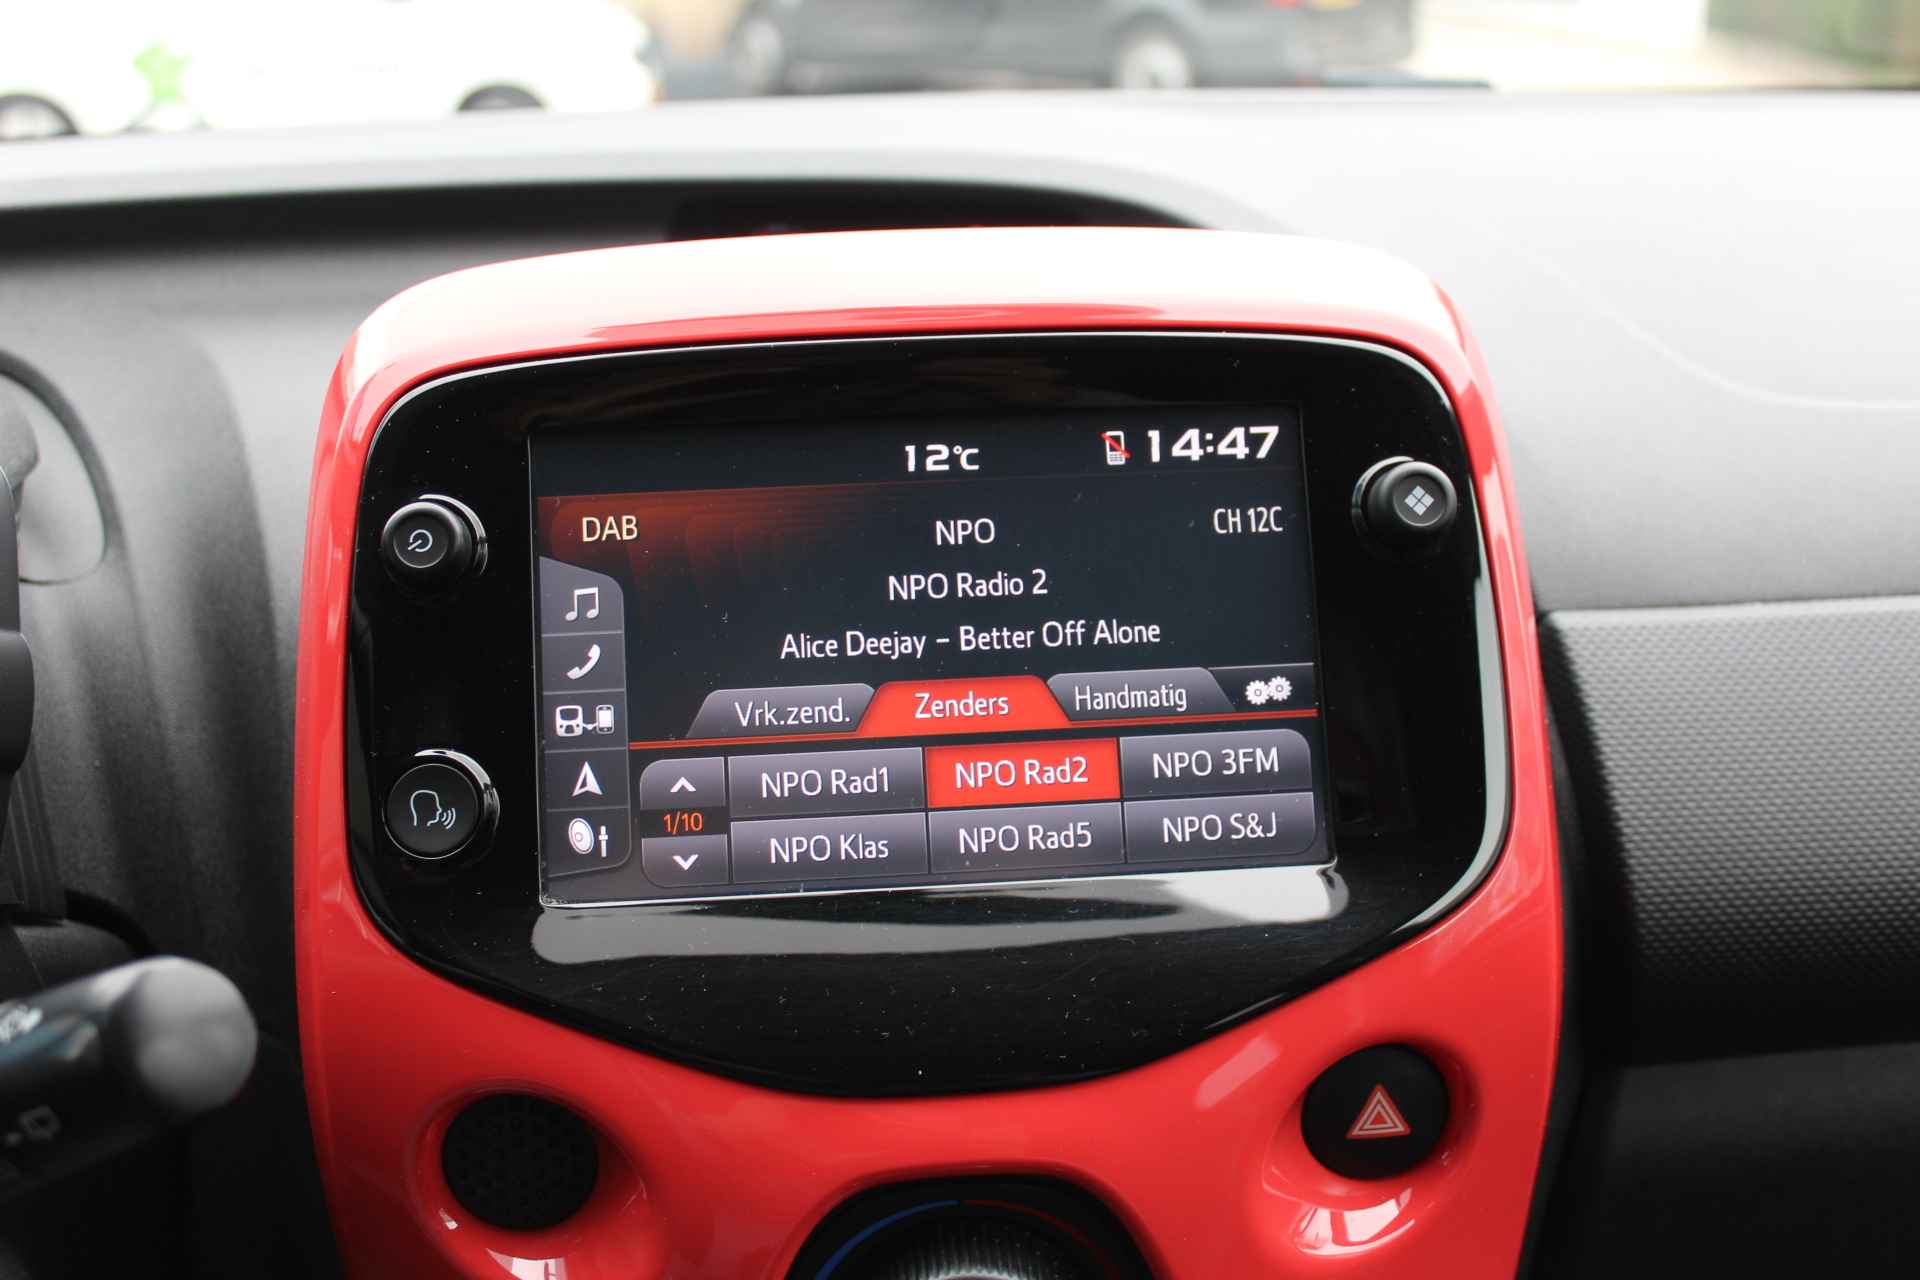 12°C 14:47
DAB NPO CH 12C
NPO Radio 2
Alice Deejay - Better Off Alone
Vrk.zend. Zenders Handmatig
NPO Rad1 NPO Rad2 NPO 3FM
1/10
NPO Klas NPO Rad5 NPO S&J